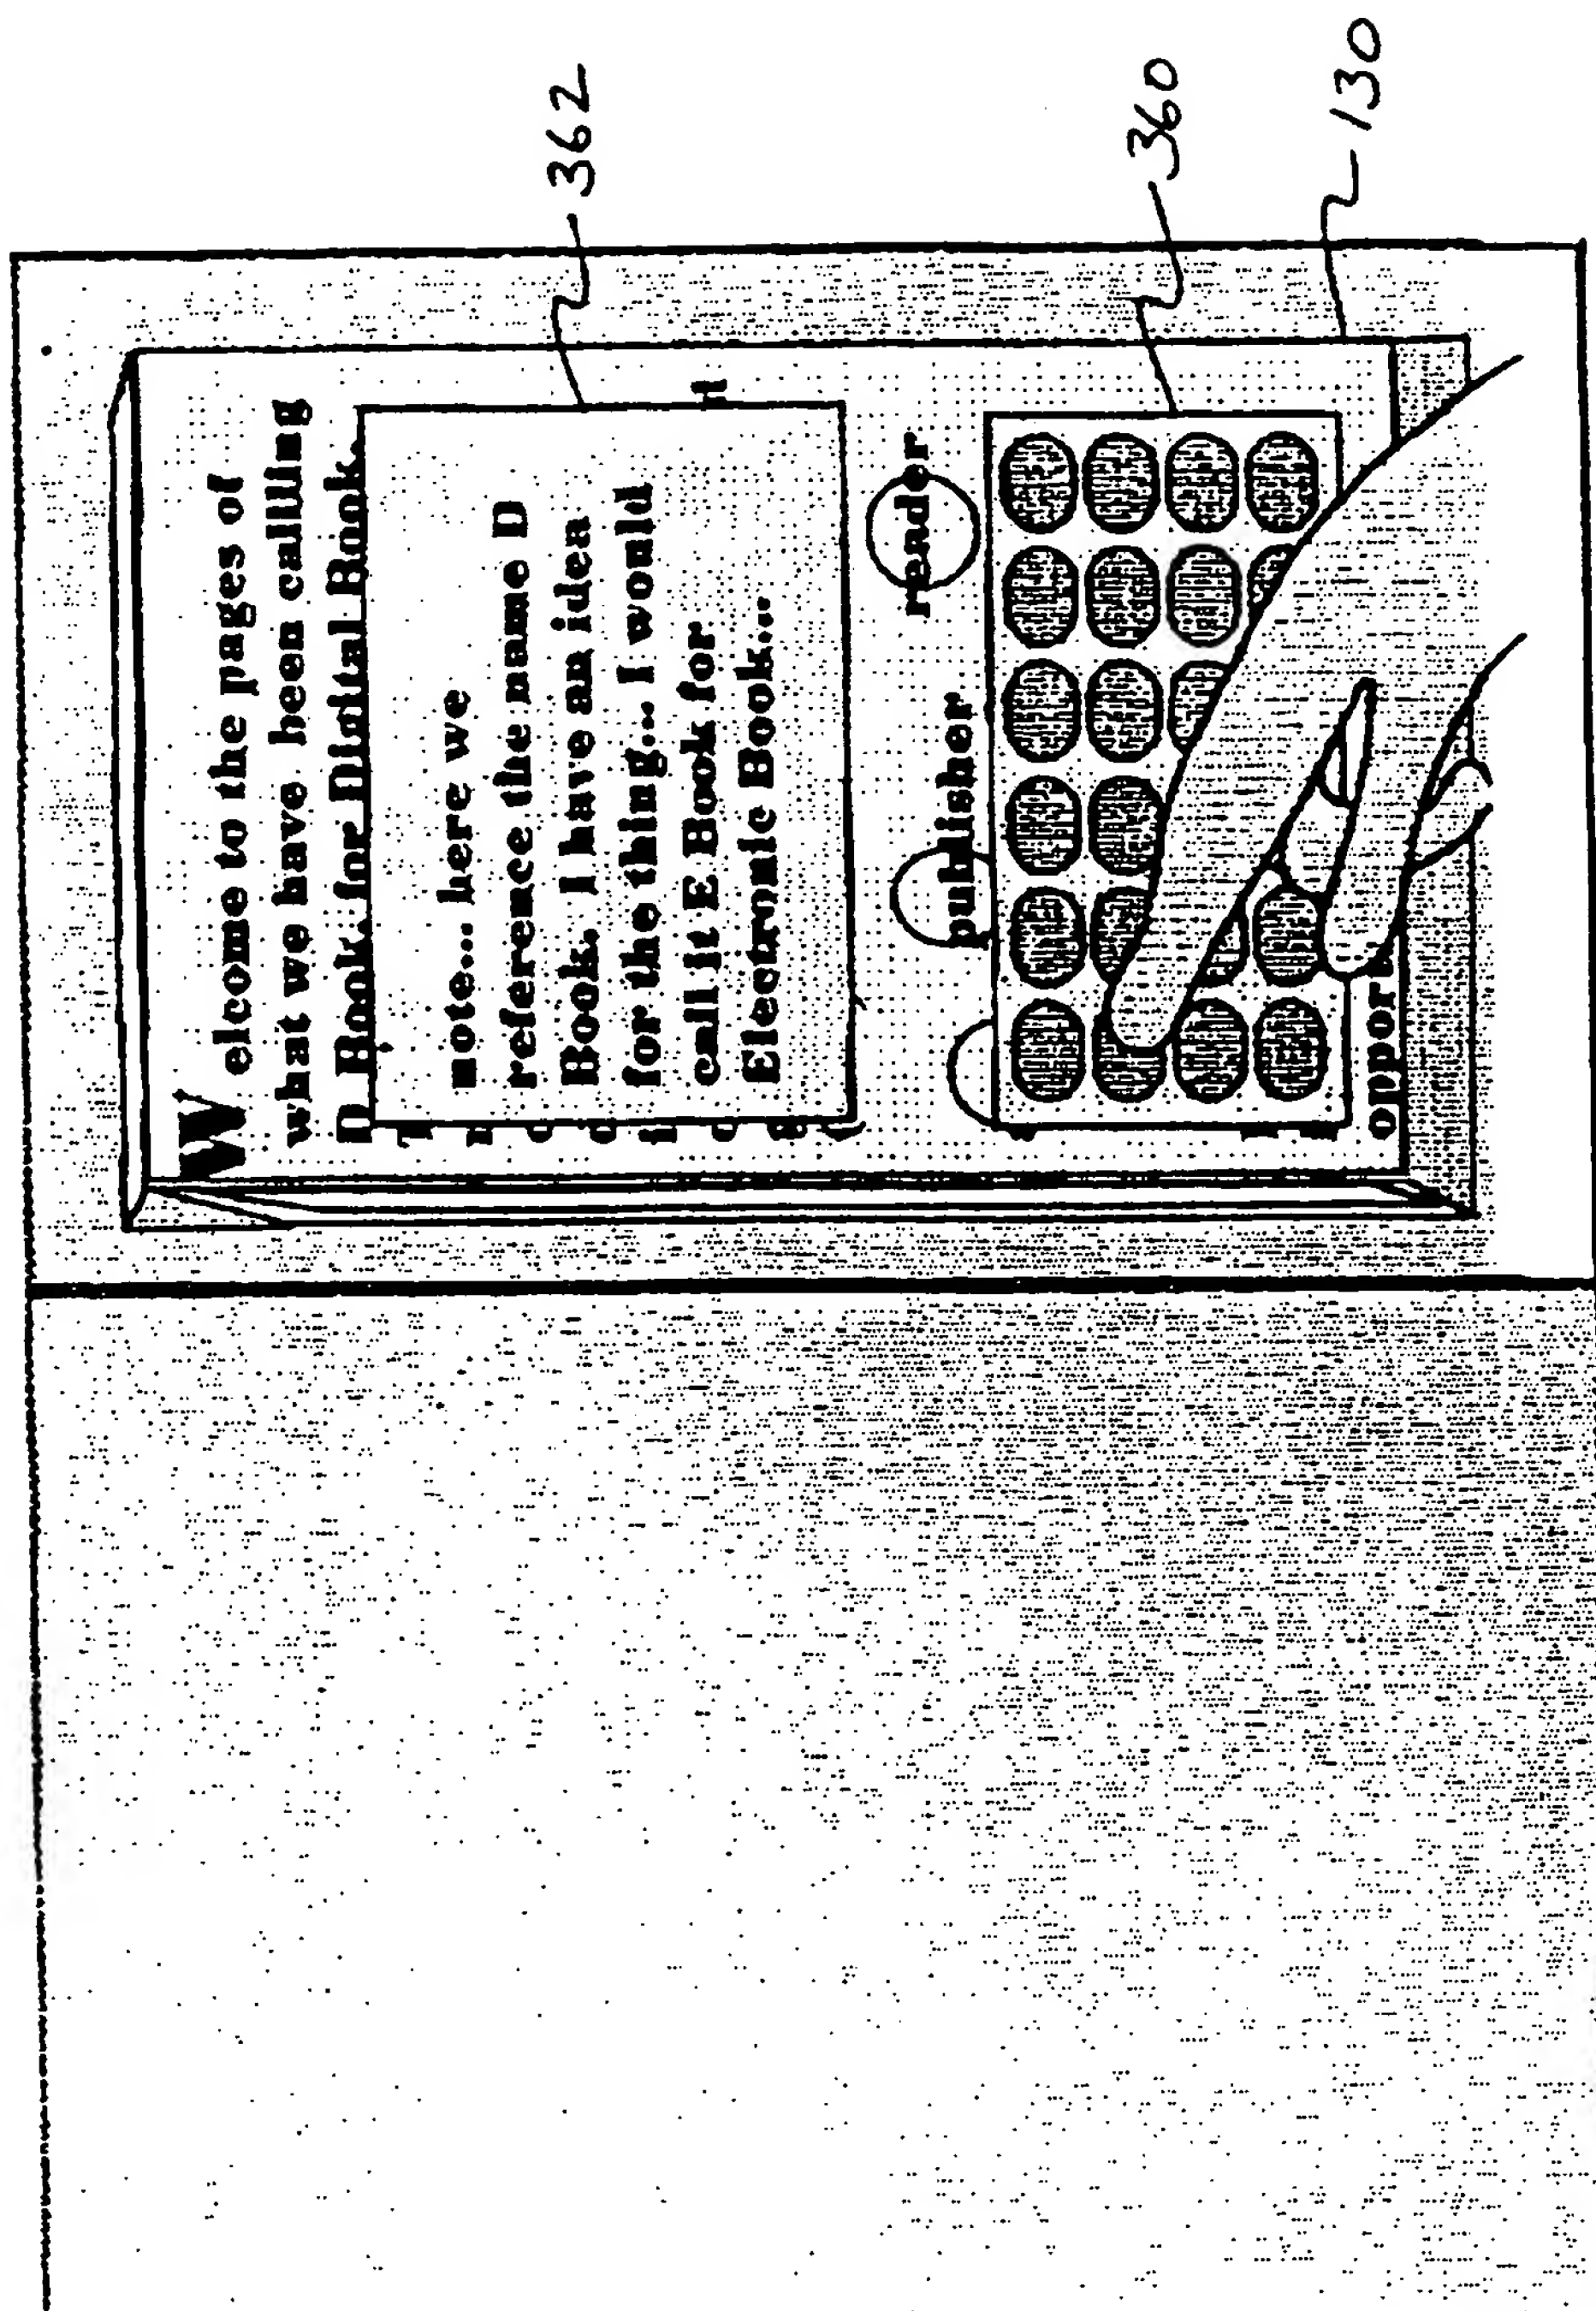 Welcome to the pages of
what we have been callling
D Book, for Digital Book.
note... here we
reference the name D
Book. I have an idea
for the thing... I would
call it E Book for
Electronic Book...
reader
publisher
362
360
130